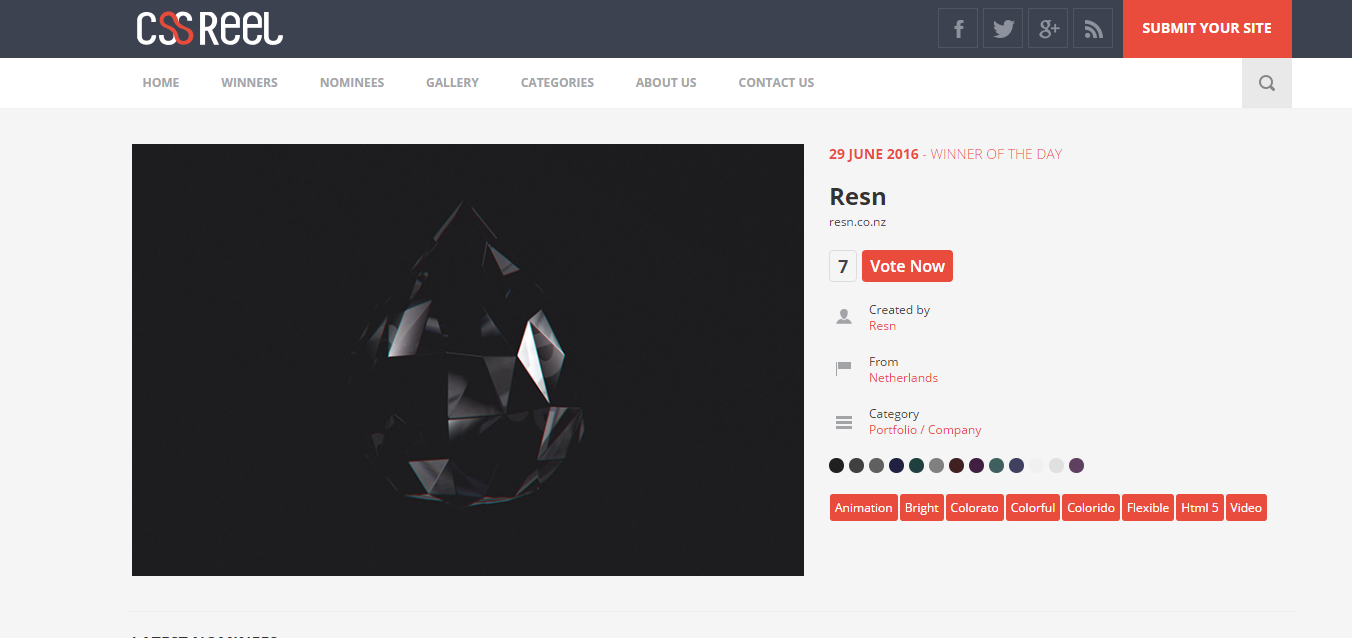 CSS Reel
SUBMIT YOUR SITE
HOME WINNERS NOMINEES GALLERY CATEGORIES ABOUT US CONTACT US
29 JUNE 2016 - WINNER OF THE DAY
Resn
resn.co.nz
7 Vote Now
Created by
Resn
From
Netherlands
Category
Portfolio / Company
Animation Bright Colorato Colorful Colorido Flexible Html 5 Video
LATEST NOMINEES